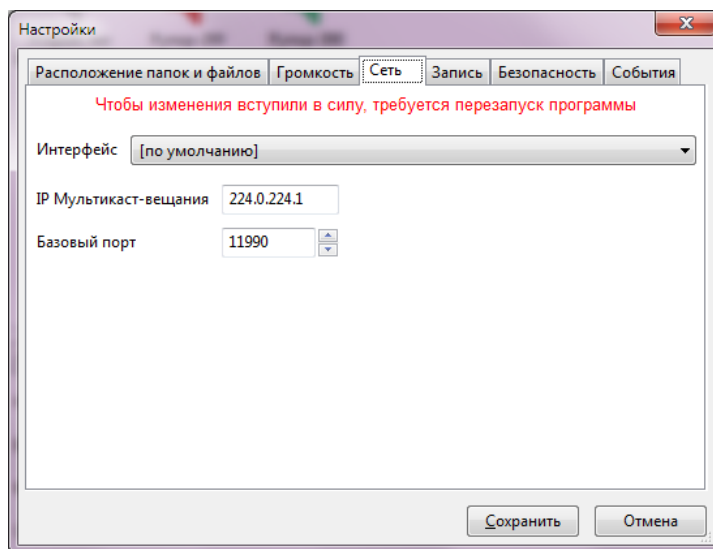 Настройки
Расположение папок и файлов Громкость Сеть Запись Безопасность События
Чтобы изменения вступили в силу, требуется перезапуск программы
Интерфейс [по умолчанию]
IP Мультикаст-вещания 224.0.224.1
Базовый порт 11990
Сохранить Отмена